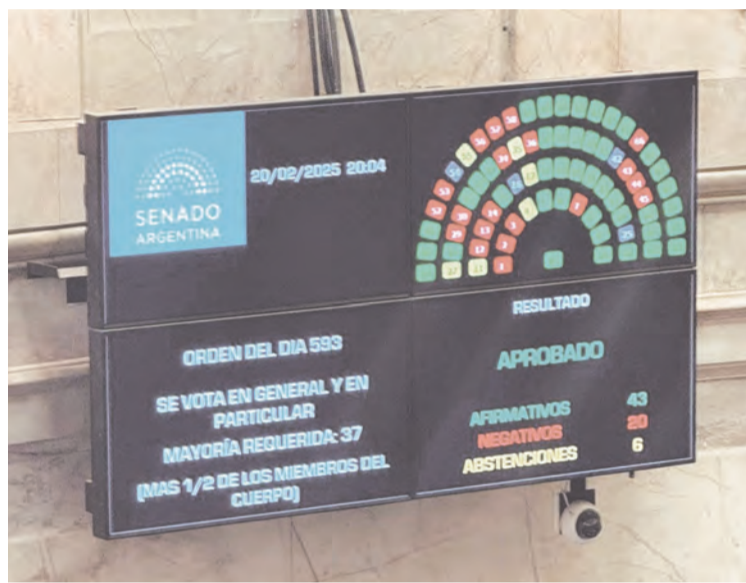 SENADO
ARGENTINA
20/02/2025 20:04
ORDEN DEL DIA 593
SE VOTA EN GENERAL Y EN
PARTICULAR
MAYORÍA REQUERIDA: 37
(MAS 1/2 DE LOS MIEMBROS DEL
CUERPO)
RESULTADO
APROBADO
AFIRMATIVOS 43
NEGATIVOS 20
ABSTENCIONES 6